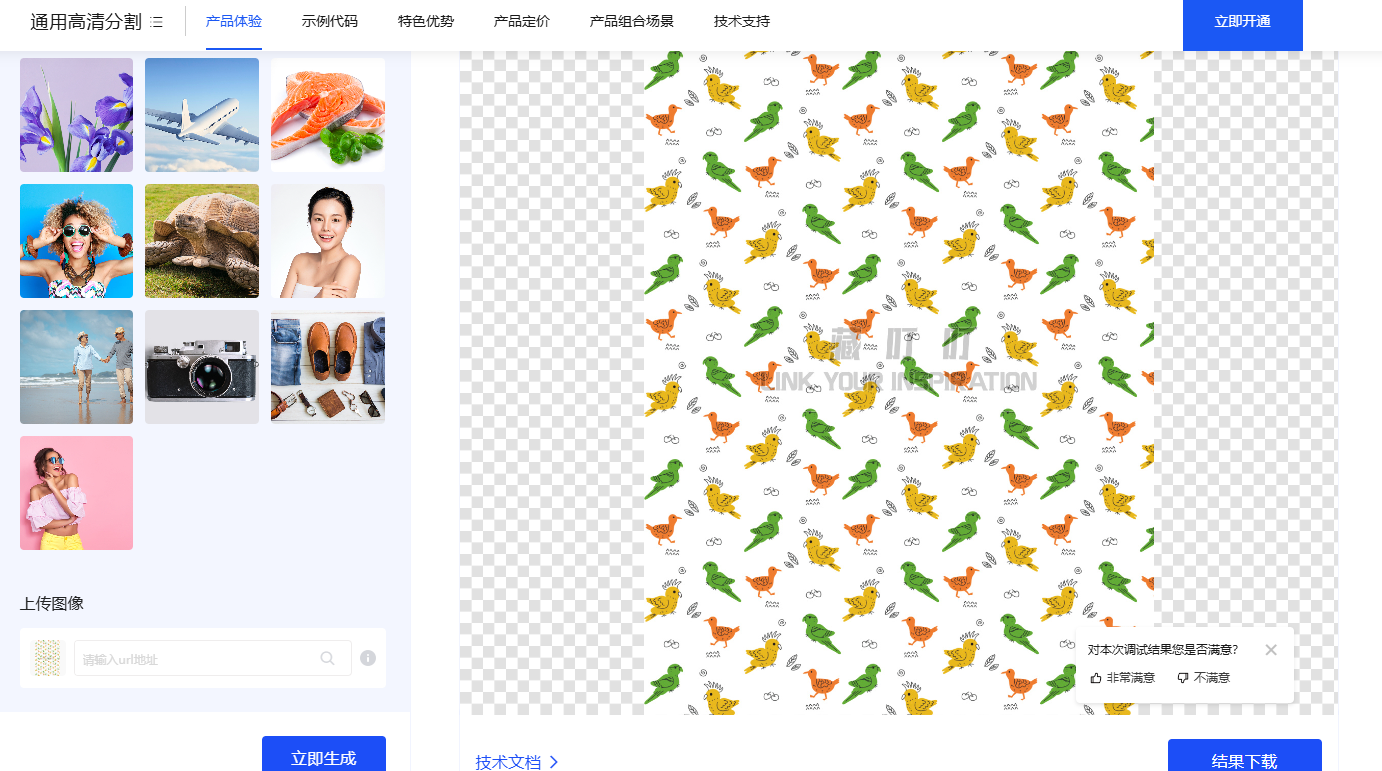 通用高清分割
产品体验
示例代码
特色优势
产品定价
产品组合场景
技术支持
立即开通
LINK YOUR INSPIRATION
上传图像
请输入url地址
对本次调试结果您是否满意?
非常满意
不满意
立即生成
技术文档
结果下载